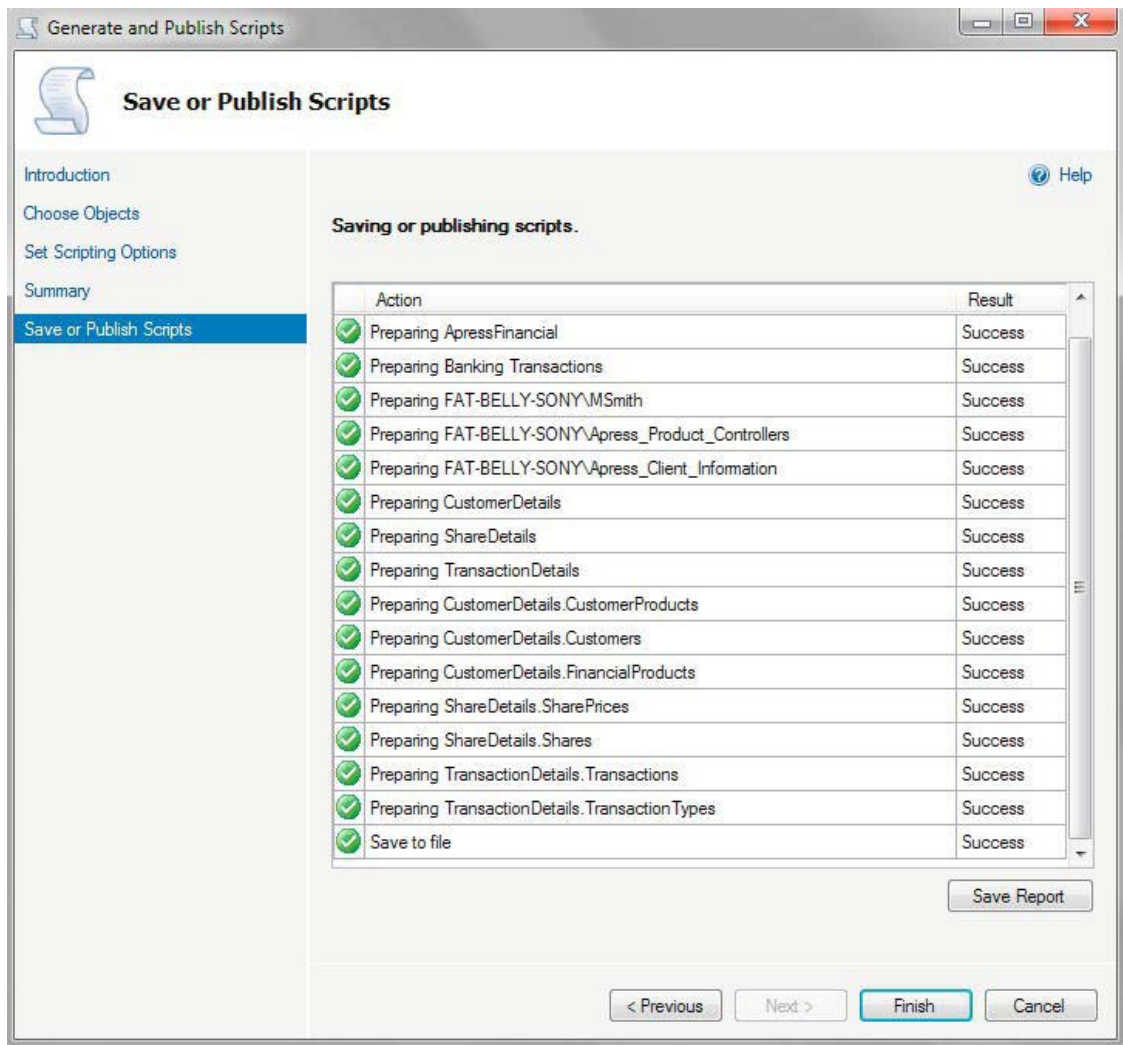 Generate and Publish Scripts
Save or Publish Scripts
Introduction
Choose Objects
Set Scripting Options
Summary
Save or Publish Scripts
Help
Saving or publishing scripts.
Action Result
Preparing ApressFinancial Success
Preparing Banking Transactions Success
Preparing FAT-BELLY-SONY\MSmith Success
Preparing FAT-BELLY-SONY\Apress_Product_Controllers Success
Preparing FAT-BELLY-SONY\Apress_Client_Information Success
Preparing CustomerDetails Success
Preparing ShareDetails Success
Preparing TransactionDetails Success
Preparing CustomerDetails.CustomerProducts Success
Preparing CustomerDetails.Customers Success
Preparing CustomerDetails.FinancialProducts Success
Preparing ShareDetails.SharePrices Success
Preparing ShareDetails.Shares Success
Preparing TransactionDetails.Transactions Success
Preparing TransactionDetails.TransactionTypes Success
Save to file Success
Save Report
< Previous Next > Finish Cancel